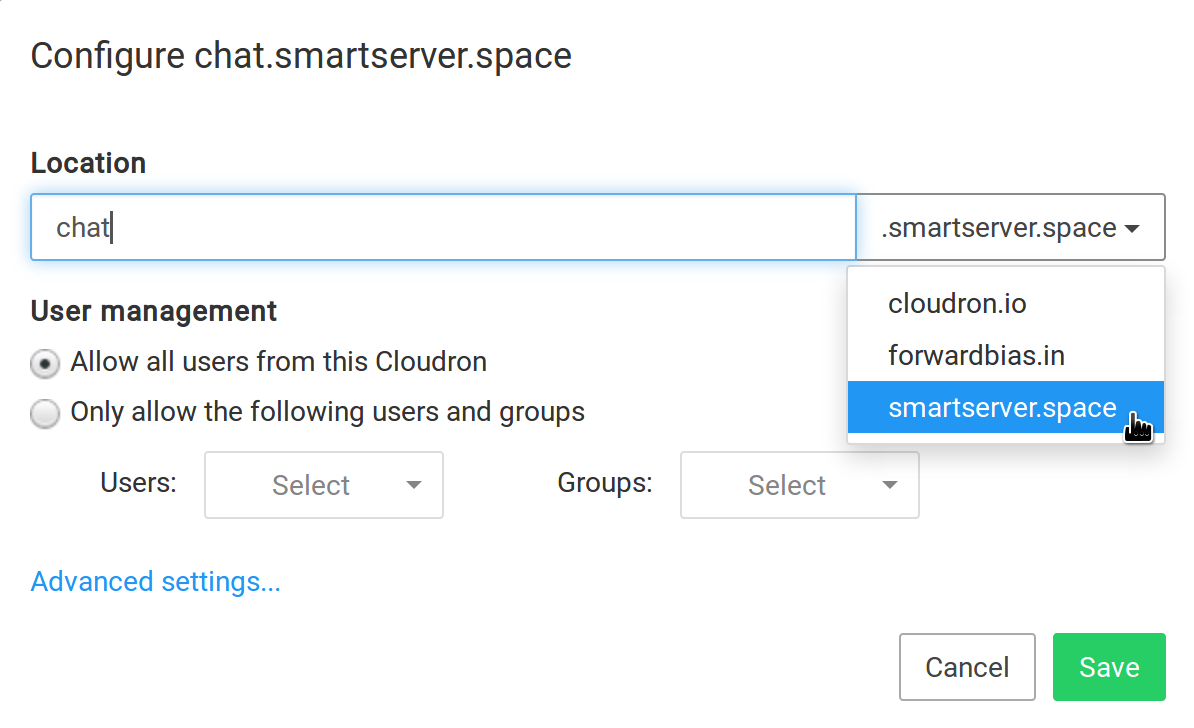 Configure chat.smartserver.space
Location
chat .smartserver.space
cloudron.io
forwardbias.in
smartserver.space
User management
Allow all users from this Cloudron
Only allow the following users and groups
Users: Select Groups: Select
Advanced settings...
Cancel Save